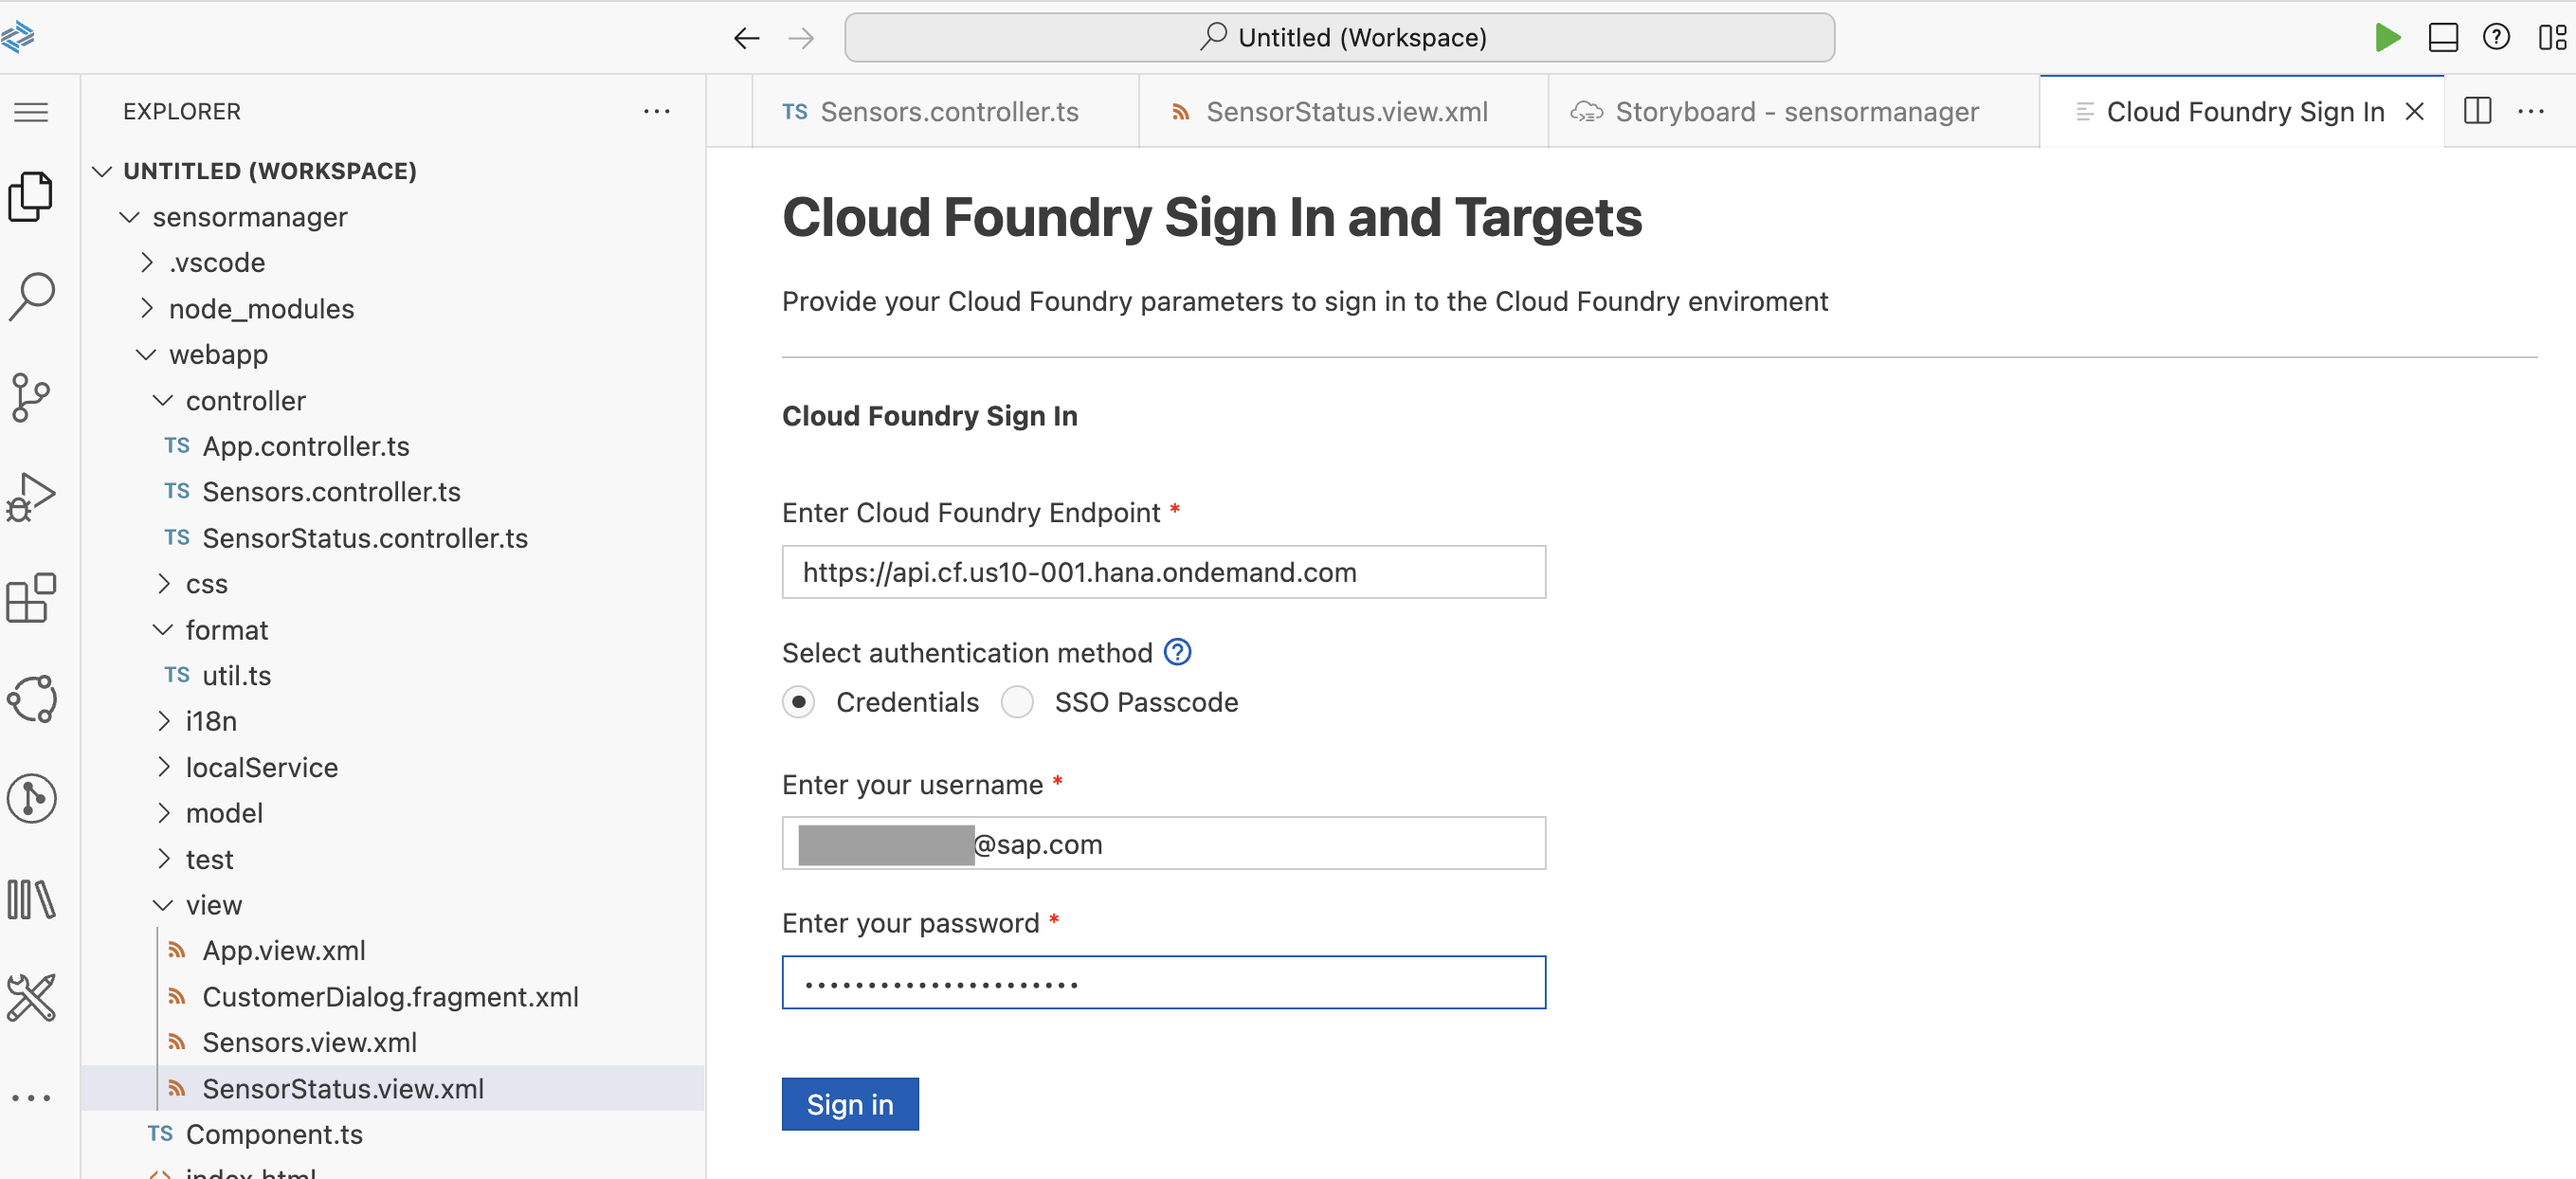 Untitled (Workspace)
EXPLORER
UNTITLED (WORKSPACE)
sensormanager
.vscode
node_modules
webapp
controller
TS App.controller.ts
TS Sensors.controller.ts
TS SensorStatus.controller.ts
css
format
TS util.ts
i18n
localService
model
test
view
App.view.xml
CustomerDialog.fragment.xml
Sensors.view.xml
SensorStatus.view.xml
TS Component.ts
index.html
TS Sensors.controller.ts
SensorStatus.view.xml
Storyboard - sensormanager
Cloud Foundry Sign In
Cloud Foundry Sign In and Targets
Provide your Cloud Foundry parameters to sign in to the Cloud Foundry enviroment
Cloud Foundry Sign In
Enter Cloud Foundry Endpoint *
https://api.cf.us10-001.hana.ondemand.com
Select authentication method
Credentials SSO Passcode
Enter your username *
@sap.com
Enter your password *
Sign in